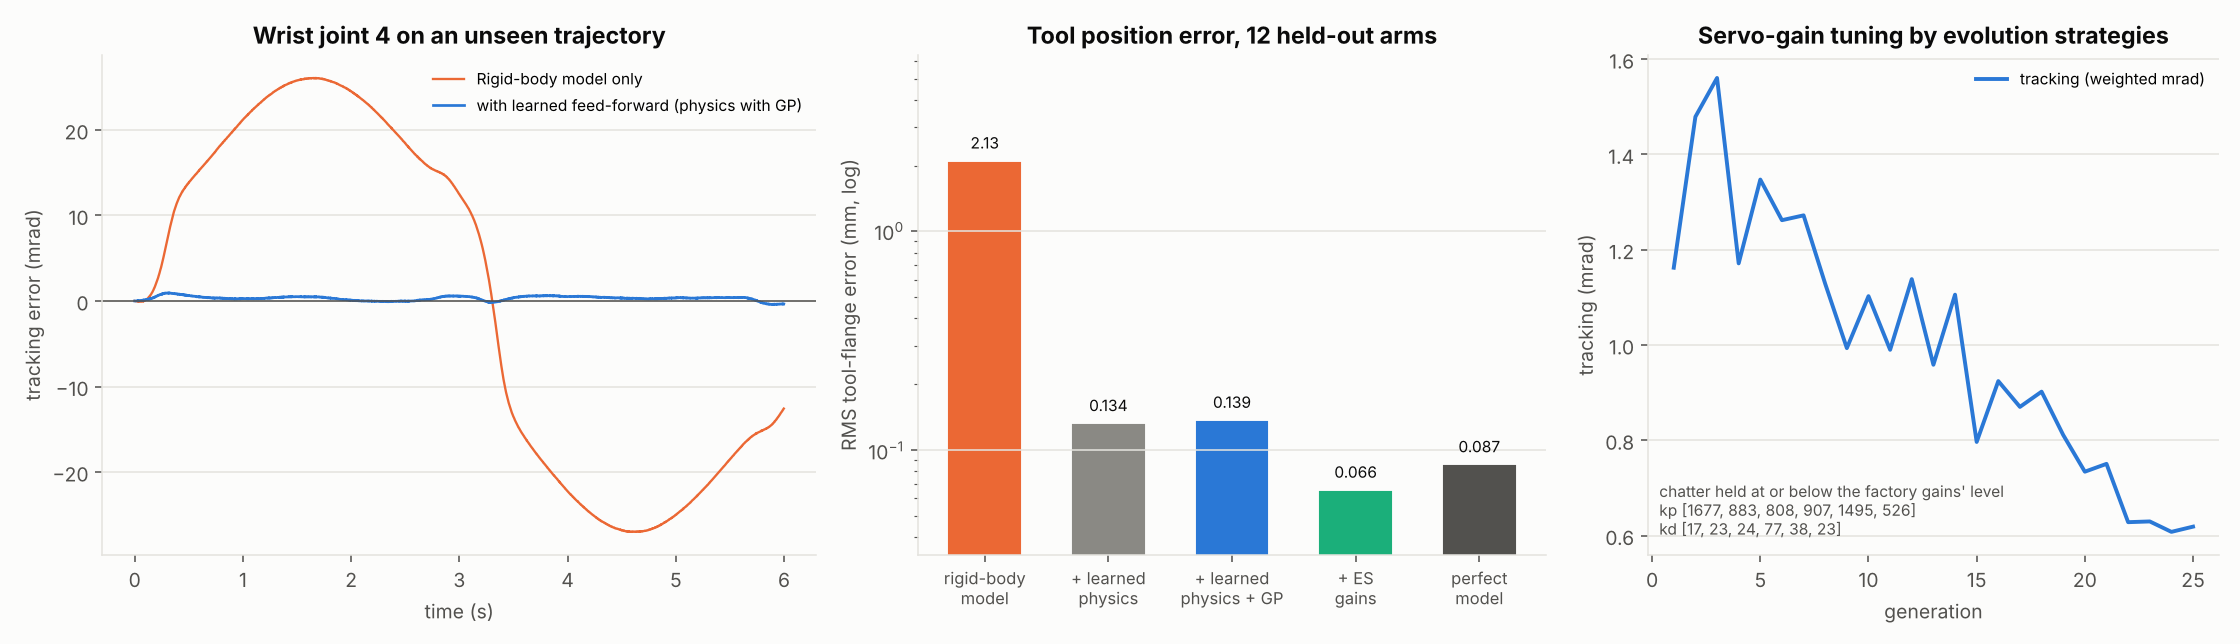 Wrist joint 4 on an unseen trajectory
Rigid-body model only
with learned feed-forward (physics with GP)
tracking error (mrad)
20
10
0
−10
−20
0 1 2 3 4 5 6
time (s)
Tool position error, 12 held-out arms
RMS tool-flange error (mm, log)
10⁰
10⁻¹
2.13
0.134
0.139
0.066
0.087
rigid-body
model
+ learned
physics
+ learned
physics + GP
+ ES
gains
perfect
model
Servo-gain tuning by evolution strategies
tracking (weighted mrad)
tracking (mrad)
1.6
1.4
1.2
1.0
0.8
0.6
chatter held at or below the factory gains' level
kp [1677, 883, 808, 907, 1495, 526]
kd [17, 23, 24, 77, 38, 23]
0 5 10 15 20 25
generation